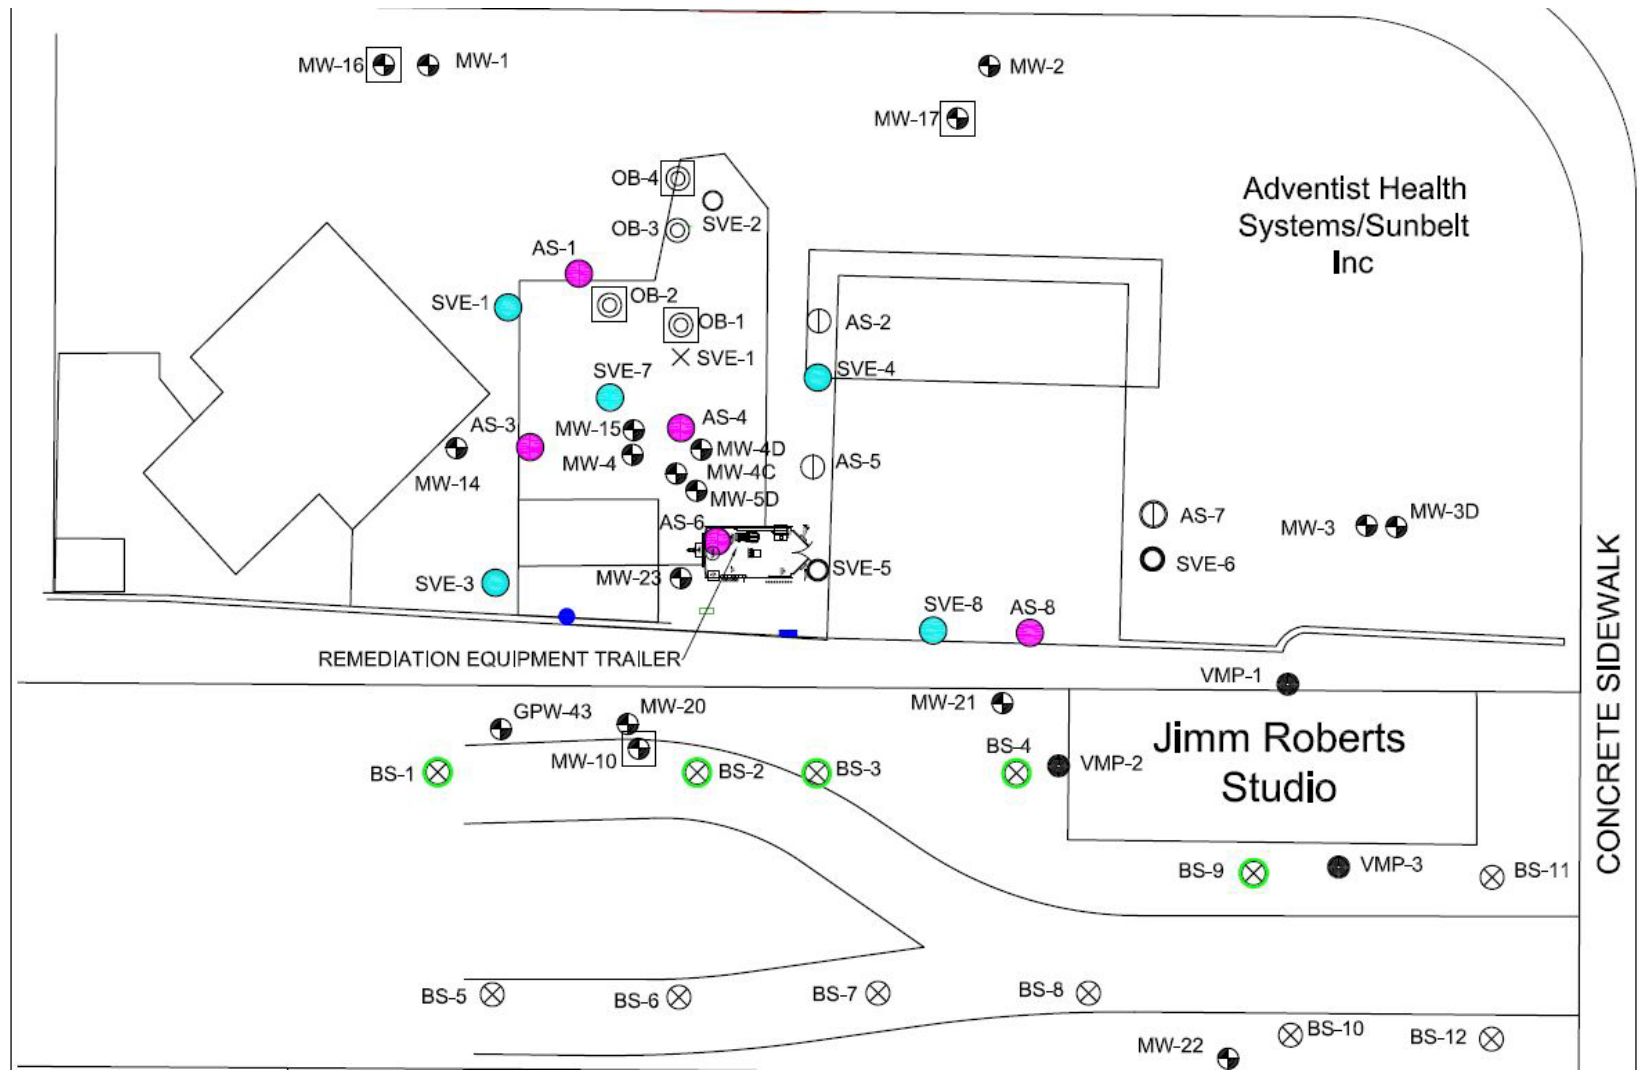 MW-16
MW-1
MW-2
MW-17
OB-4
SVE-2
OB-3
Adventist Health
Systems/Sunbelt
Inc
AS-1
SVE-1
OB-2
OB-1
AS-2
SVE-1
SVE-7
SVE-4
AS-3
AS-4
MW-15
MW-4D
MW-4
MW-4C
AS-5
MW-14
MW-5D
AS-6
AS-7
MW-3D
MW-3
SVE-6
SVE-5
MW-23
SVE-3
SVE-8
AS-8
REMEDIATION EQUIPMENT TRAILER
CONCRETE SIDEWALK
VMP-1
MW-21
GPW-43
MW-20
MW-10
BS-1
BS-2
BS-3
BS-4
VMP-2
Jimm Roberts
Studio
BS-9
VMP-3
BS-11
BS-5
BS-6
BS-7
BS-8
BS-10
BS-12
MW-22